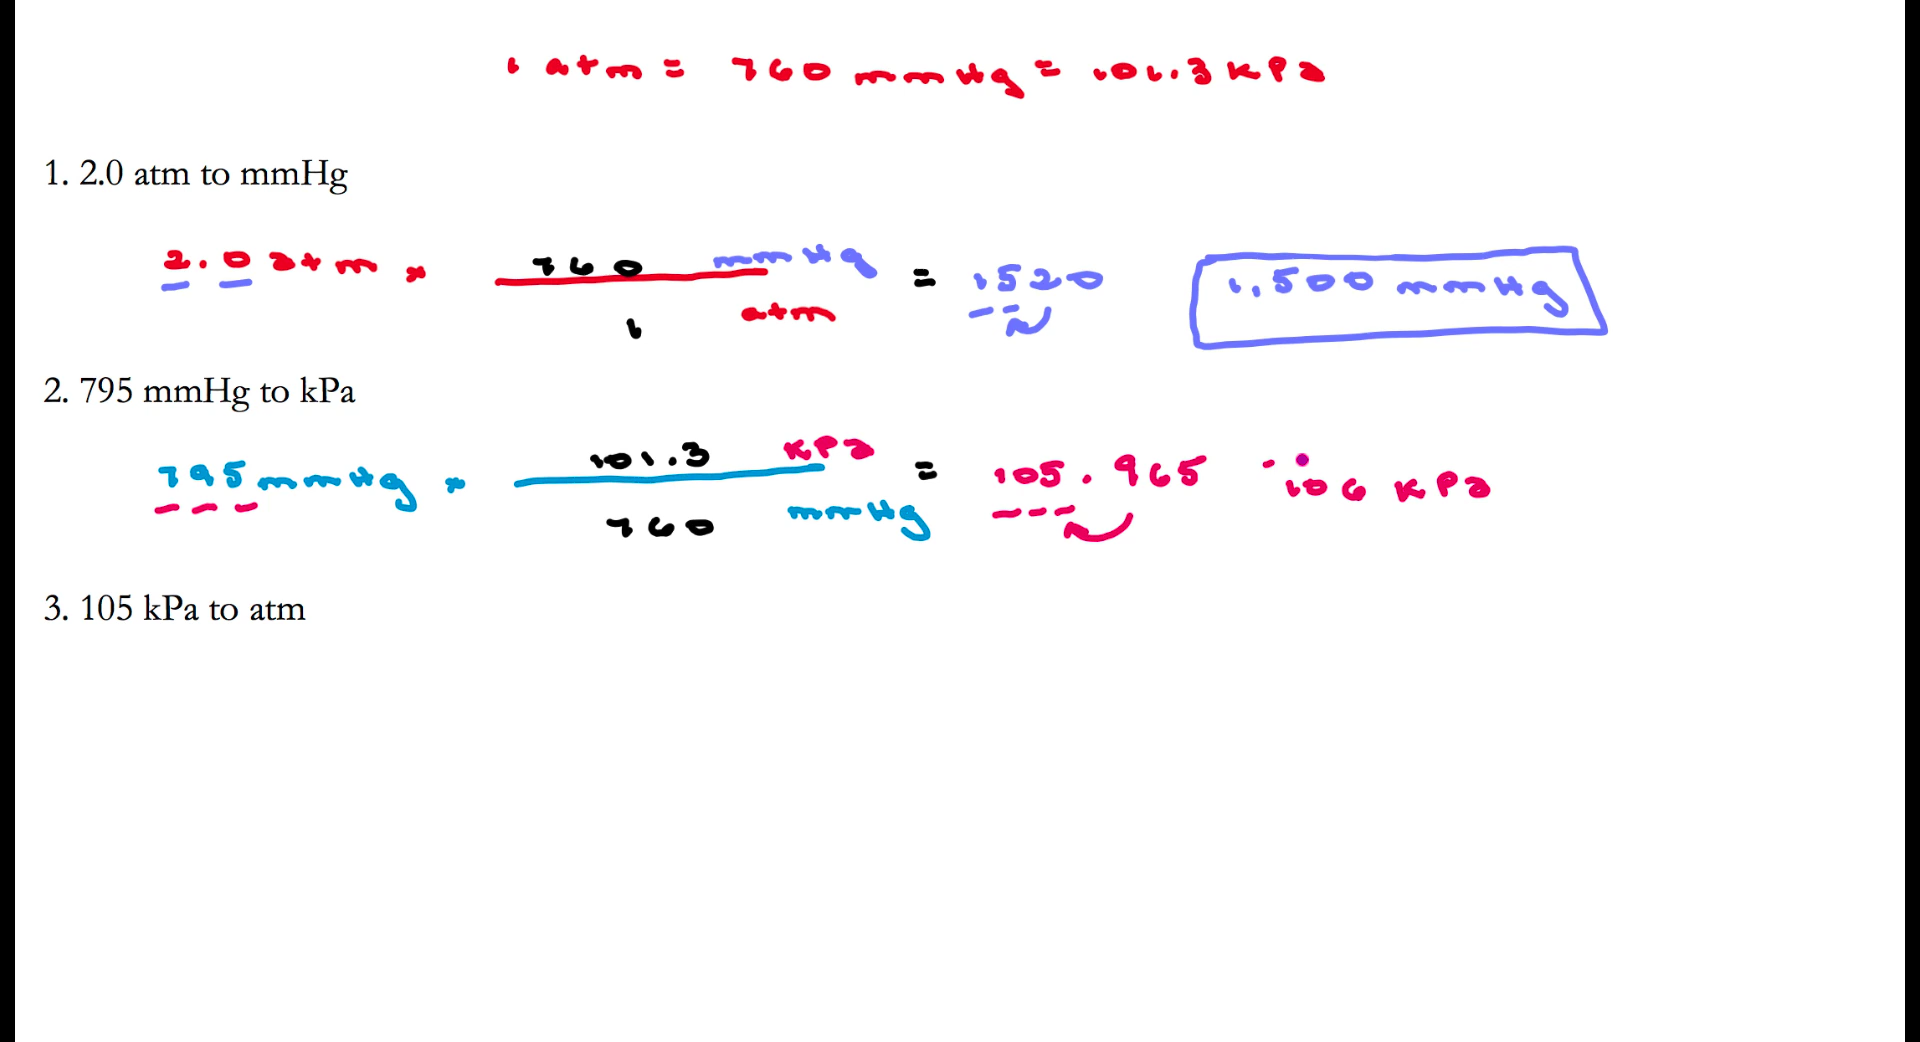 1 atm = 760 mmHg = 101.3 kPa
1. 2.0 atm to mmHg
2.0 atm × 760 mmHg = 1520 1,500 mmHg
1 atm
2. 795 mmHg to kPa
795 mmHg × 101.3 kPa = 105.965 106 kPa
760 mmHg
3. 105 kPa to atm